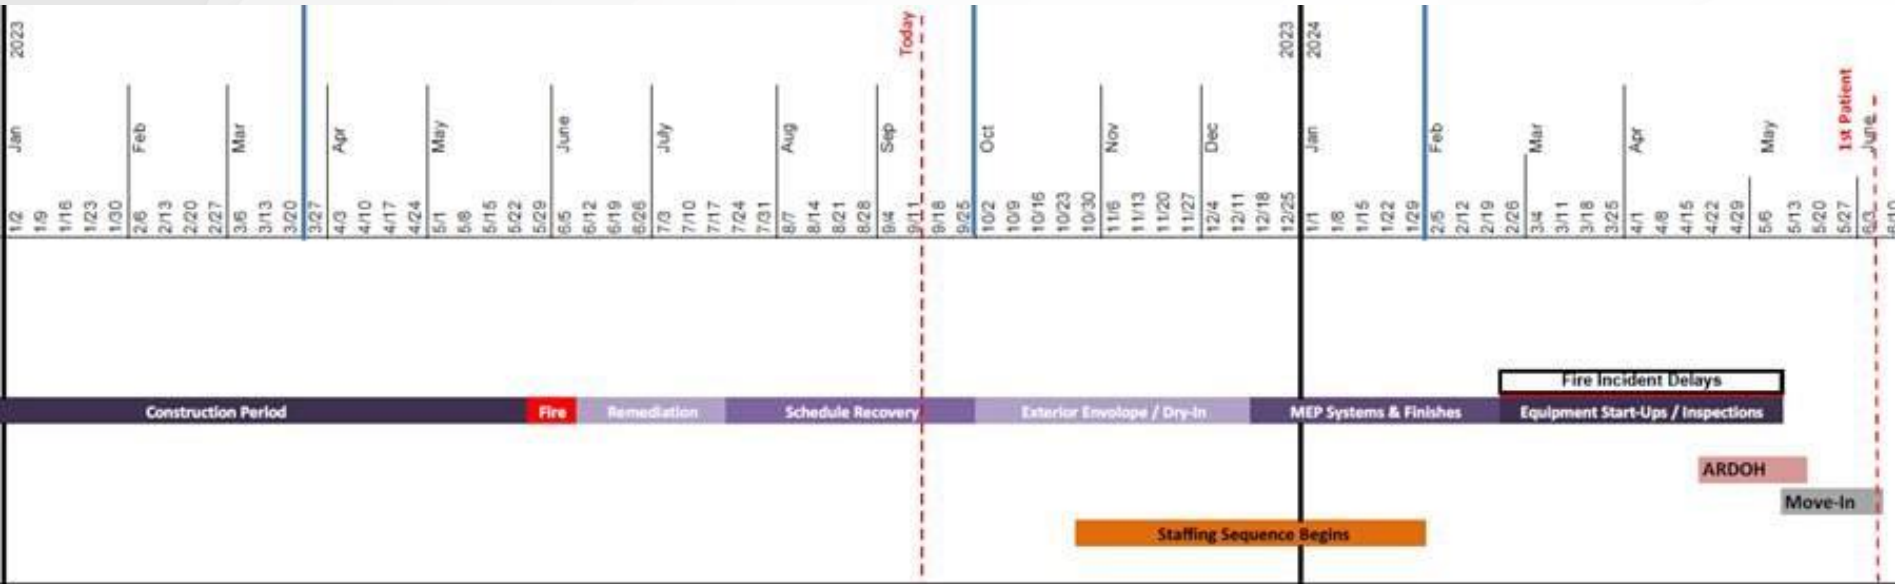 2023
Today
2023
2024
1st Patient
Jan
Feb
Mar
Apr
May
June
July
Aug
Sep
Oct
Nov
Dec
Jan
Feb
Mar
Apr
May
June
1/2
1/9
1/16
1/23
1/30
2/6
2/13
2/20
2/27
3/6
3/13
3/20
3/27
4/3
4/10
4/17
4/24
5/1
5/8
5/15
5/22
5/29
6/5
6/12
6/19
6/26
7/3
7/10
7/17
7/24
7/31
8/7
8/14
8/21
8/28
9/4
9/11
9/18
9/25
10/2
10/9
10/16
10/23
10/30
11/6
11/13
11/20
11/27
12/4
12/11
12/18
12/25
1/1
1/8
1/15
1/22
1/29
2/5
2/12
2/19
2/26
3/4
3/11
3/18
3/25
4/1
4/8
4/15
4/22
4/29
5/6
5/13
5/20
5/27
6/3
6/10
Fire Incident Delays
Construction Period
Fire
Remediation
Schedule Recovery
Exterior Envelope / Dry-In
MEP Systems & Finishes
Equipment Start-Ups / Inspections
ARDOH
Move-In
Staffing Sequence Begins